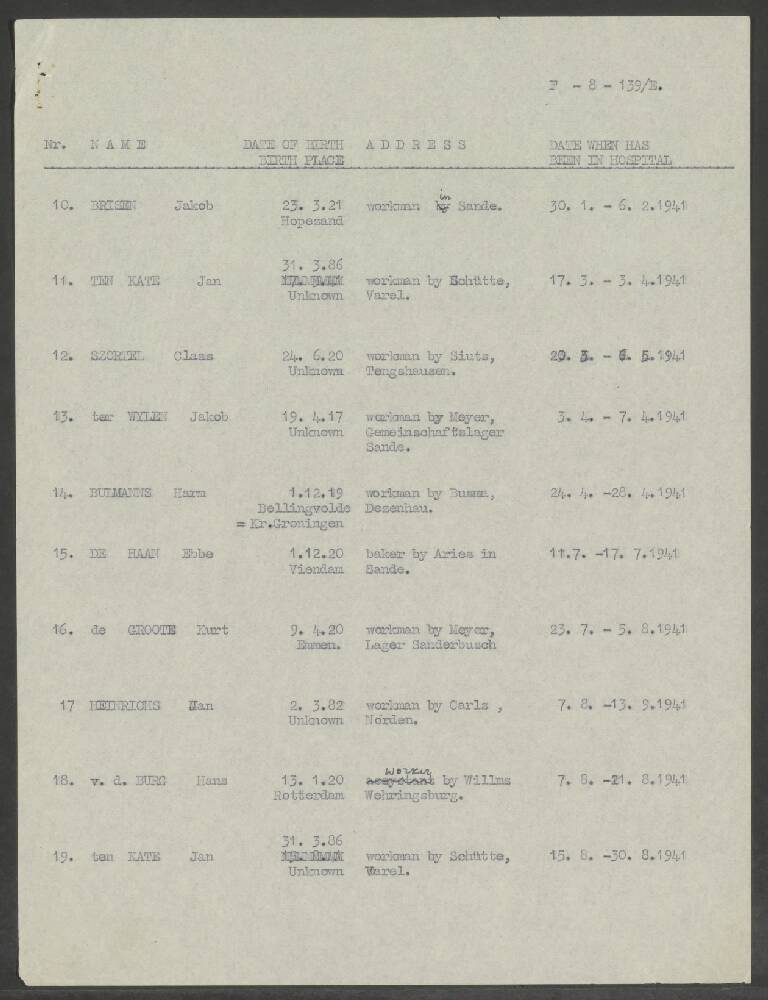 F - 8 - 139/E.
Nr. N A M E DATE OF BIRTH A D D R E S S DATE WHEN HAS
BIRTH PLACE BEEN IN HOSPITAL
in
10. BRISEN Jakob 23. 3.21 workman by Sande. 30. 1. - 6. 2.1941
Hopezand
31. 3.86
11. TEN KATE Jan workman by Schütte, 17. 3. - 3. 4.1941
Unknown Varel.
12. SZORTEL Claas 24. 6.20 workman by Siuts, 29. 3. - 6. 5.1941
Unknown Tengshausen.
13. ter WYLEN Jakob 19. 4.17 workman by Meyer, 3. 4. - 7. 4.1941
Unknown Gemeinschaftslager
Sande.
14. BULMANNS Harm 1.12.19 workman by 24. 4. -28. 4.1941
Bellingvolde Dezenhau.
= Kr.Groningen
15. DE HAAN Ebbe 1.12.20 baker by Aries in 11.7. -17. 7.1941
Viendam Sande.
16. de GROOTE Kurt 9. 4.20 workman by Meyer, 23. 7. - 5. 8.1941
Emmen. Lager Sanderbusch
17 HEINRICHS Jan 2. 3.82 workman by Carls , 7. 8. -13. 9.1941
Unknown Norden.
worker
18. v. d. BURG Hans 13. 1.20 by Willms 7. 8. -21. 8.1941
Rotterdam Wehringsburg.
31. 3.86
19. ten KATE Jan workman by Schütte, 15. 8. -30. 8.1941
Unknown Varel.